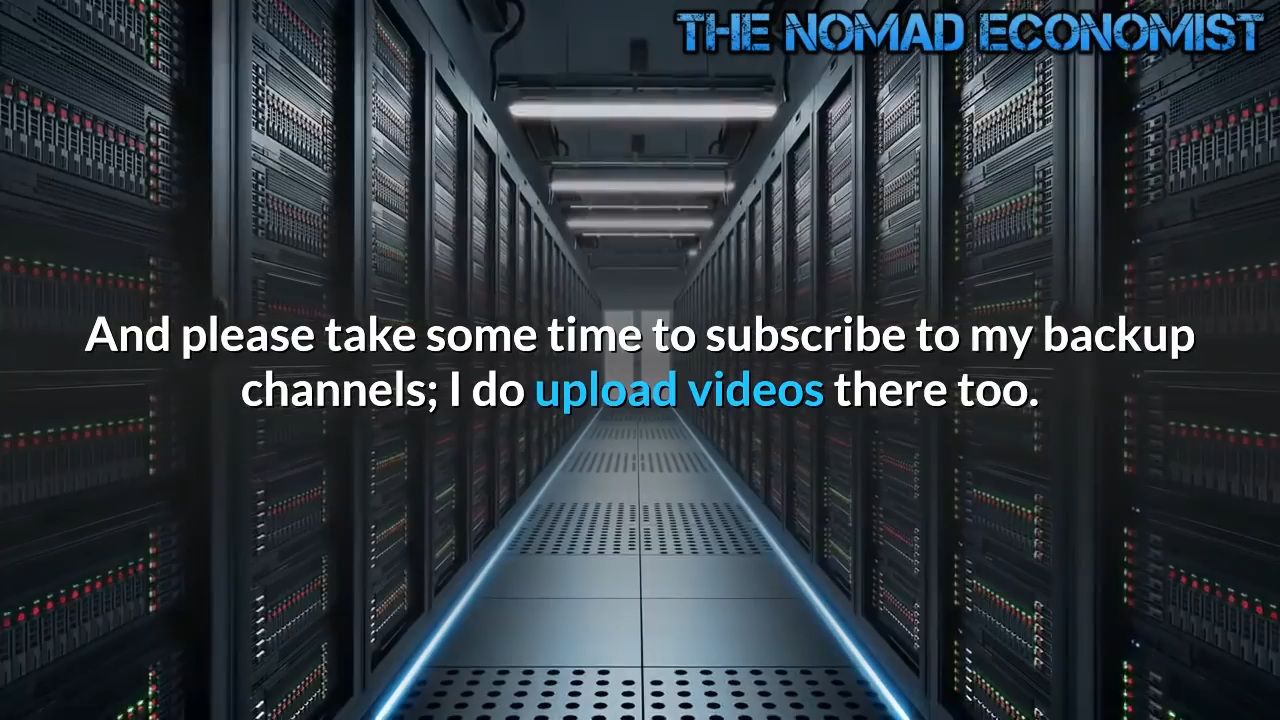 THE NOMAD ECONOMIST
And please take some time to subscribe to my backup
channels; I do upload videos there too.